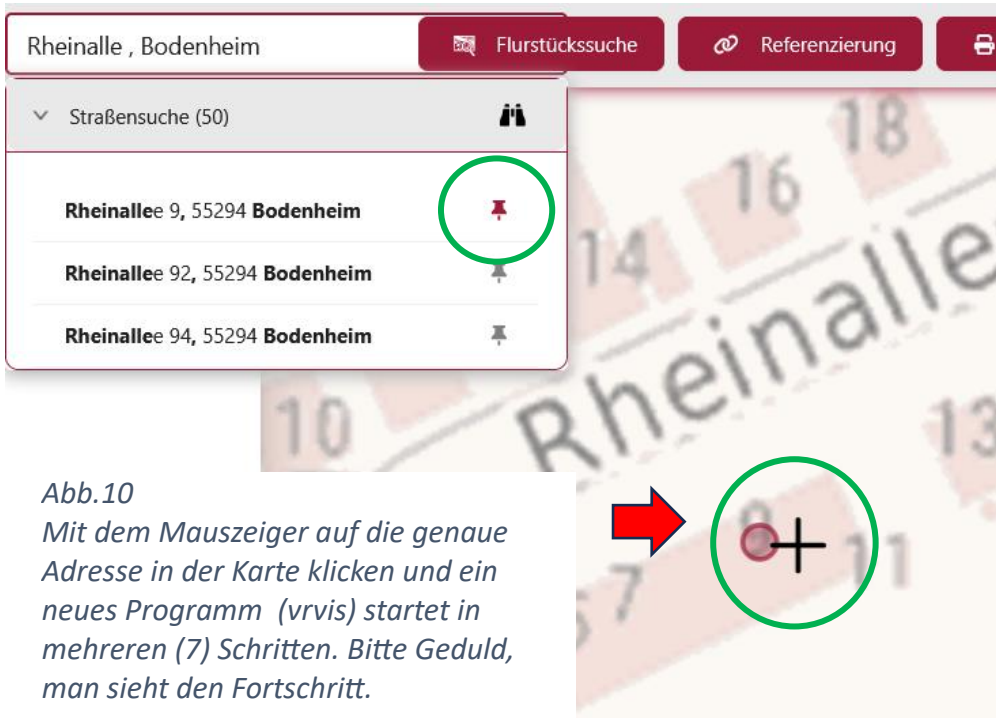 Rheinalle , Bodenheim
Flurstückssuche
Referenzierung
Straßensuche (50)
Rheinallee 9, 55294 Bodenheim
Rheinallee 92, 55294 Bodenheim
Rheinallee 94, 55294 Bodenheim
18
16
14
Rheinalle
10
13
9
11
7
Abb.10
Mit dem Mauszeiger auf die genaue
Adresse in der Karte klicken und ein
neues Programm (vrvis) startet in
mehreren (7) Schritten. Bitte Geduld,
man sieht den Fortschritt.